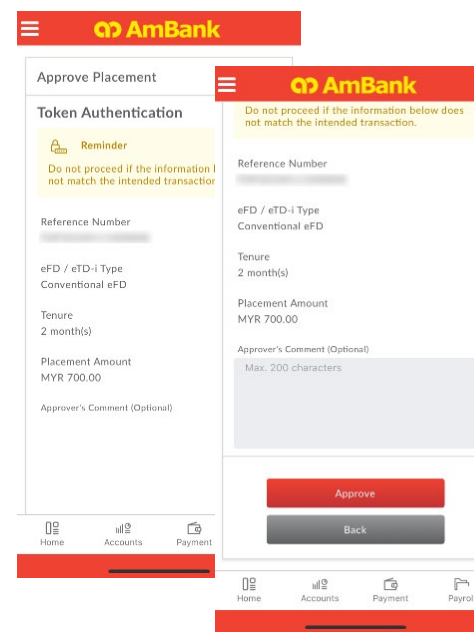 AmBank
Approve Placement
Token Authentication
Reminder
Do not proceed if the information
not match the intended transaction
Reference Number
eFD / eTD-i Type
Conventional eFD
Tenure
2 month(s)
Placement Amount
MYR 700.00
Approver's Comment (Optional)
Home
Accounts
Payment
AmBank
Do not proceed if the information below does
not match the intended transaction.
Reference Number
eFD / eTD-i Type
Conventional eFD
Tenure
2 month(s)
Placement Amount
MYR 700.00
Approver's Comment (Optional)
Max. 200 characters
Approve
Back
Home
Accounts
Payment
Payrol